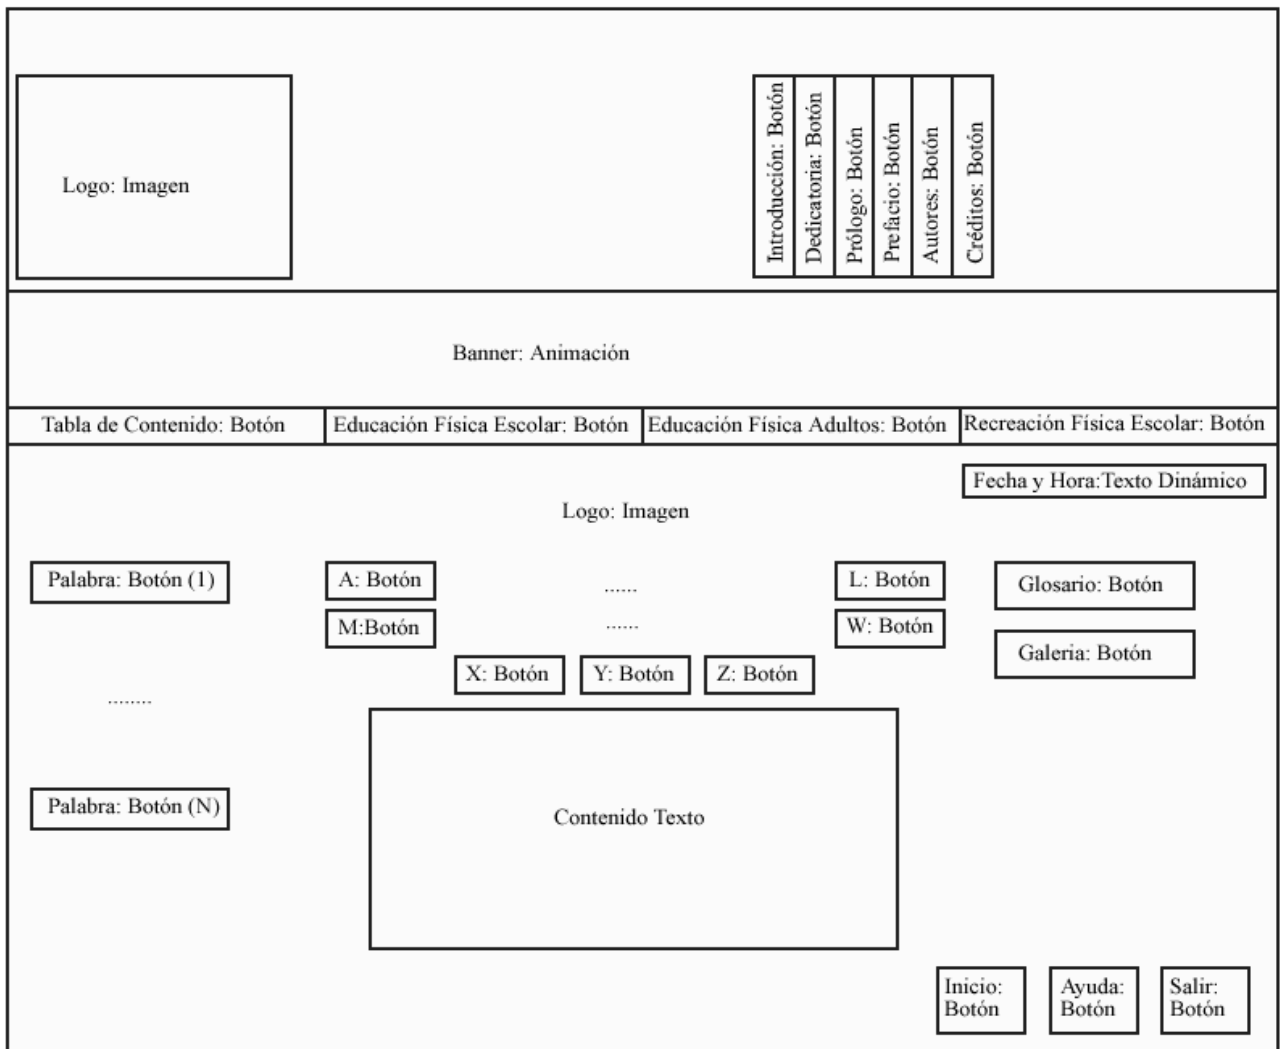 Logo: Imagen
Introducción: Botón
Dedicatoria: Botón
Prólogo: Botón
Prefacio: Botón
Autores: Botón
Créditos: Botón
Banner: Animación
Tabla de Contenido: Botón
Educación Física Escolar: Botón
Educación Física Adultos: Botón
Recreación Física Escolar: Botón
Fecha y Hora:Texto Dinámico
Logo: Imagen
Palabra: Botón (1)
A: Botón
......
L: Botón
Glosario: Botón
M:Botón
......
W: Botón
Galeria: Botón
X: Botón
Y: Botón
Z: Botón
........
Palabra: Botón (N)
Contenido Texto
Inicio:
Botón
Ayuda:
Botón
Salir:
Botón